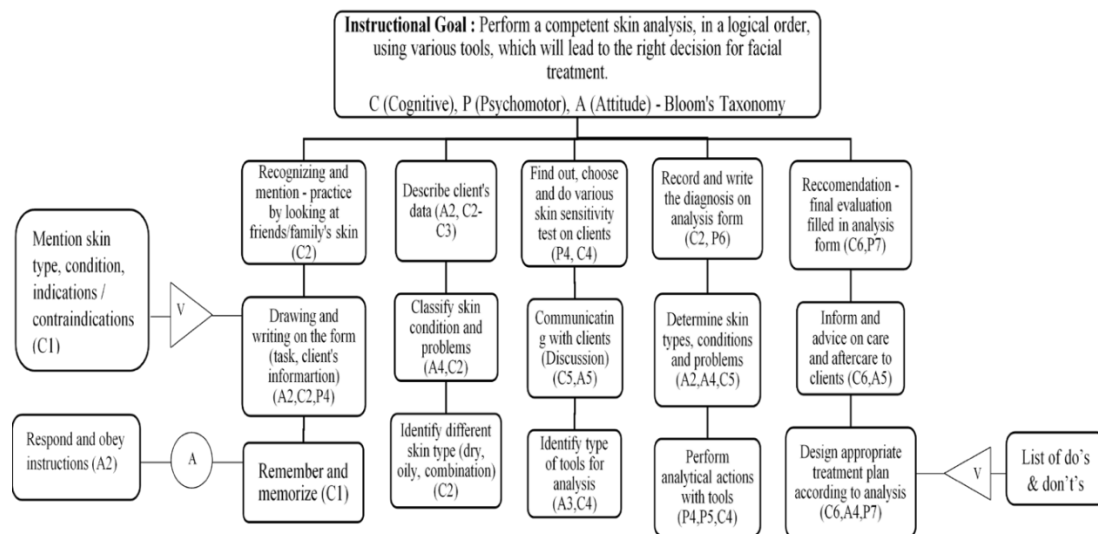 Instructional Goal : Perform a competent skin analysis, in a logical order,
using various tools, which will lead to the right decision for facial
treatment.
C (Cognitive), P (Psychomotor), A (Attitude) - Bloom's Taxonomy
Mention skin
type, condition,
indications /
contraindications
(C1)
V
Respond and obey
instructions (A2)
A
Recognizing and
mention - practice
by looking at
friends/family's skin
(C2)
Drawing and
writing on the form
(task, client's
informartion)
(A2,C2,P4)
Remember and
memorize (C1)
Describe client's
data (A2, C2-
C3)
Classify skin
condition and
problems
(A4,C2)
Identify different
skin type (dry,
oily, combination)
(C2)
Find out, choose
and do various
skin sensitivity
test on clients
(P4, C4)
Communicatin
g with clients
(Discussion)
(C5,A5)
Identify type
of tools for
analysis
(A3,C4)
Record and write
the diagnosis on
analysis form
(C2, P6)
Determine skin
types, conditions
and problems
(A2,A4,C5)
Perform
analytical actions
with tools
(P4,P5,C4)
Reccomendation -
final evaluation
filled in analysis
form (C6,P7)
Inform and
advice on care
and aftercare to
clients (C6,A5)
Design appropriate
treatment plan
according to analysis
(C6,A4,P7)
V
List of do's
& don't's